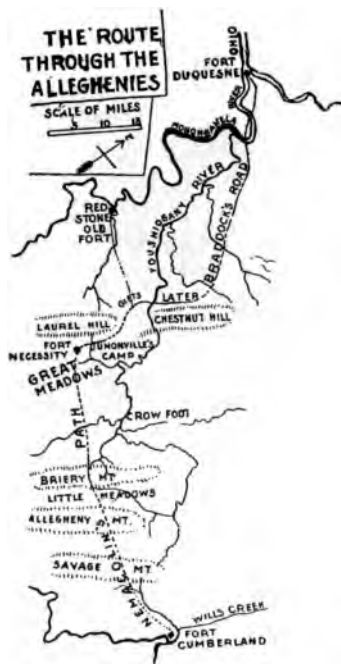 THE ROUTE
THROUGH THE
ALLEGHENIES
SCALE OF MILES
5 10 15
OHIO
RIVER
FORT
DUQUESNE
MONONGAHELA
RED
STONE
OLD
FORT
YOUGHIOGANY RIVER
BRADDOCK'S ROAD
GISTS
LATER
LAUREL HILL
CHESTNUT HILL
FORT
NECESSITY
JUMONVILLE'S
CAMP
GREAT
MEADOWS
CROW FOOT
PATH
BRIERY MT.
LITTLE MEADOWS
ALLEGHENY MT.
SAVAGE MT.
NEMACOLIN'S
WILLS CREEK
FORT
CUMBERLAND